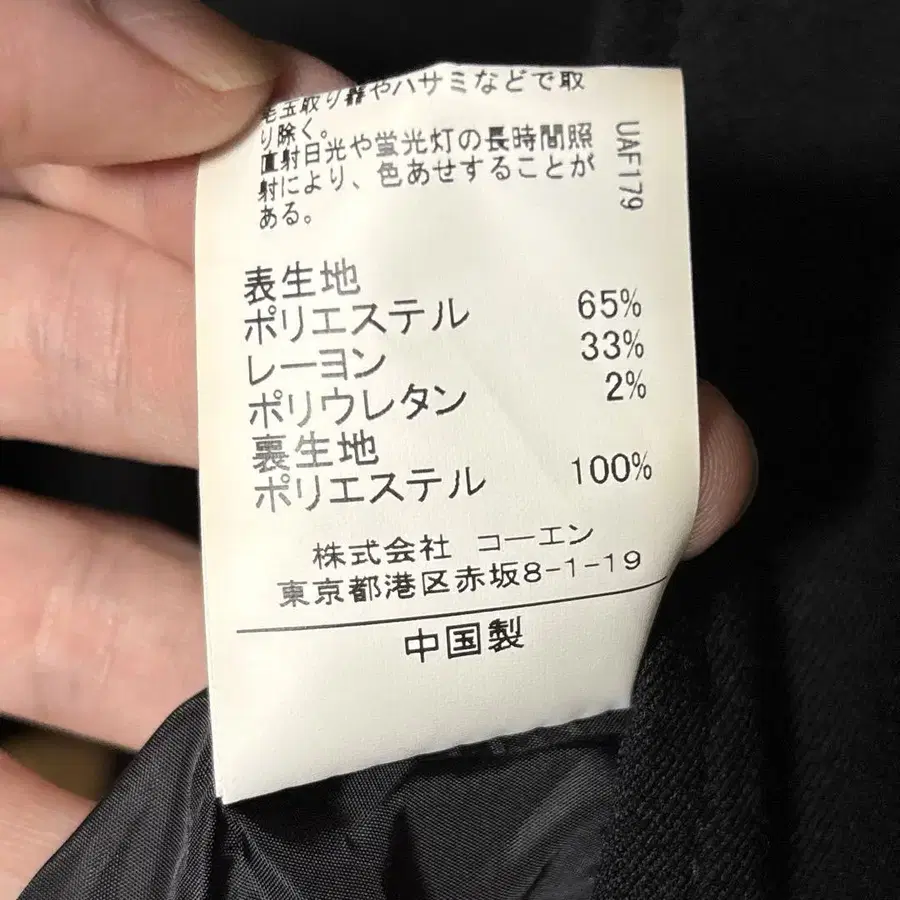 毛玉取り器やハサミなどで取
り除く。
直射日光や蛍光灯の長時間照
射により、色あせすることが
ある。
UAF179
表生地
ポリエステル 65%
レーヨン 33%
ポリウレタン 2%
裏生地
ポリエステル 100%
株式会社 コーエン
東京都港区赤坂8-1-19
中国製